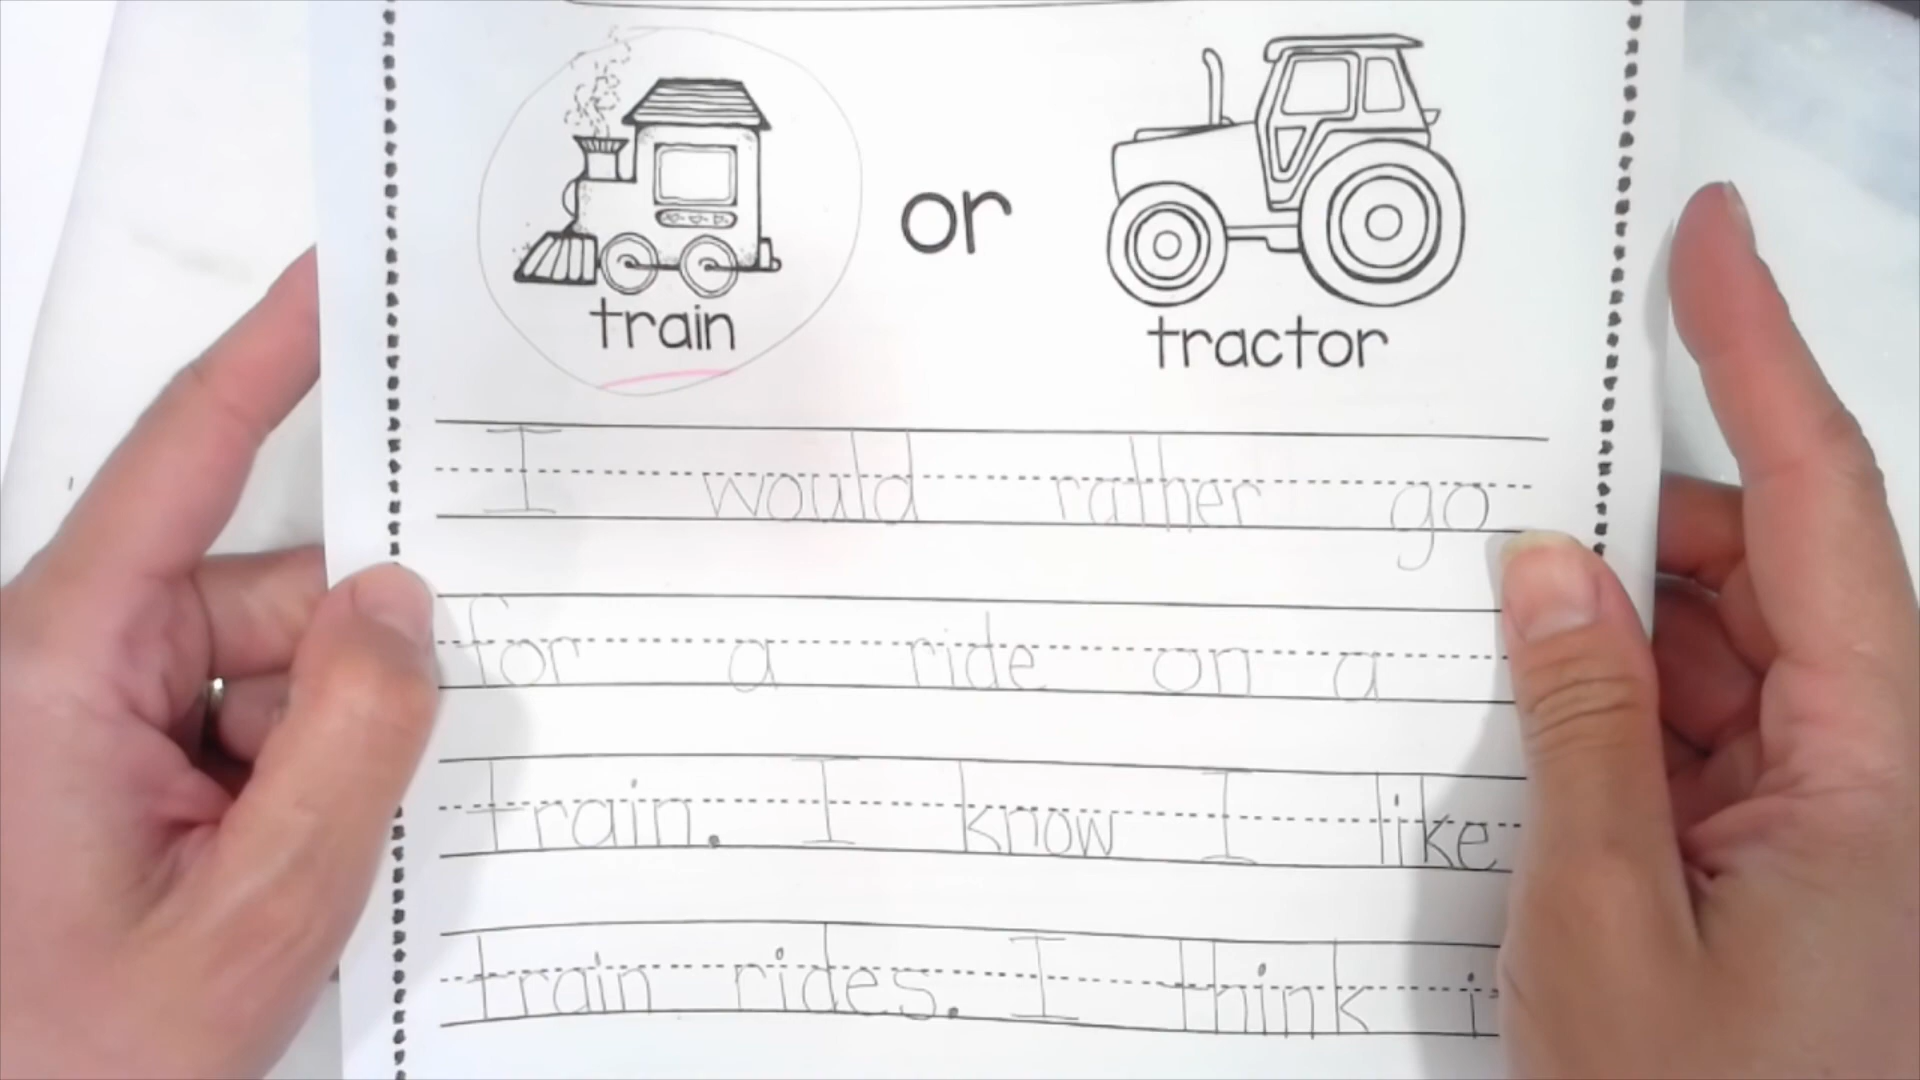 or
train
tractor
I would rather go
for a ride on a
train. I know I like
train rides. I think